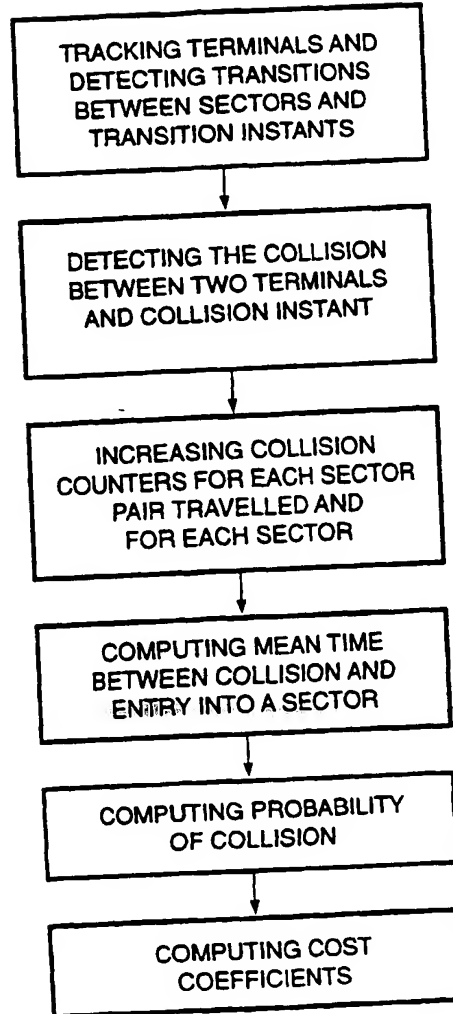 TRACKING TERMINALS AND
DETECTING TRANSITIONS
BETWEEN SECTORS AND
TRANSITION INSTANTS
DETECTING THE COLLISION
BETWEEN TWO TERMINALS
AND COLLISION INSTANT
INCREASING COLLISION
COUNTERS FOR EACH SECTOR
PAIR TRAVELLED AND
FOR EACH SECTOR
COMPUTING MEAN TIME
BETWEEN COLLISION AND
ENTRY INTO A SECTOR
COMPUTING PROBABILITY
OF COLLISION
COMPUTING COST
COEFFICIENTS